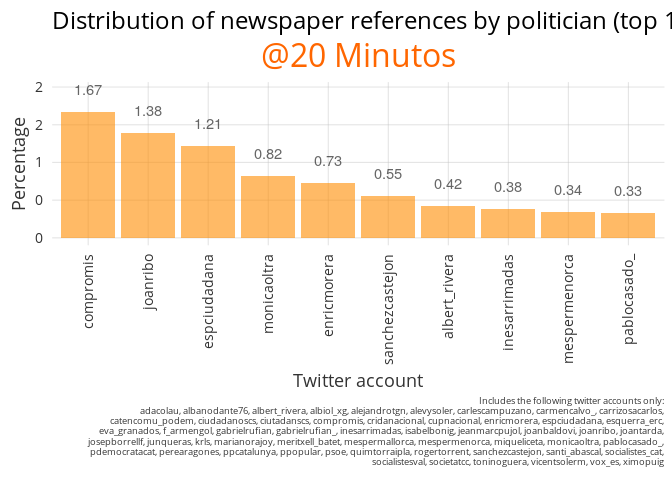 Distribution of newspaper references by politician (top 1
@20 Minutos
Percentage
2
2
1
0
0
1.67
1.38
1.21
0.82
0.73
0.55
0.42
0.38
0.34
0.33
compromis
joanribo
espciudadana
monicaoltra
enricmorera
sanchezcastejon
albert_rivera
inesarrimadas
mespermenorca
pablocasado_
Twitter account
Includes the following twitter accounts only:
adacolau, albanodante76, albert_rivera, albiol_xg, alejandrotgn, alevysoler, carlescampuzano, carmencalvo_, carrizosacarlos,
catencomu_podem, ciudadanoscs, ciutadanscs, compromis, cridanacional, cupnacional, enricmorera, espciudadana, esquerra_erc,
eva_granados, f_armengol, gabrielrufian, gabrielrufian_, inesarrimadas, isabelbonig, jeanmarcpujol, joanbaldovi, joanribo, joantarda,
josepborrellf, junqueras, krls, marianorajoy, meritxell_batet, mespermallorca, mespermenorca, miqueliceta, monicaoltra, pablocasado_,
pdemocratacat, perearagones, ppcatalunya, ppopular, psoe, quimtorraipla, rogertorrent, sanchezcastejon, santi_abascal, socialistes_cat,
socialistesval, societatcc, toninoguera, vicentsolerm, vox_es, ximopuig